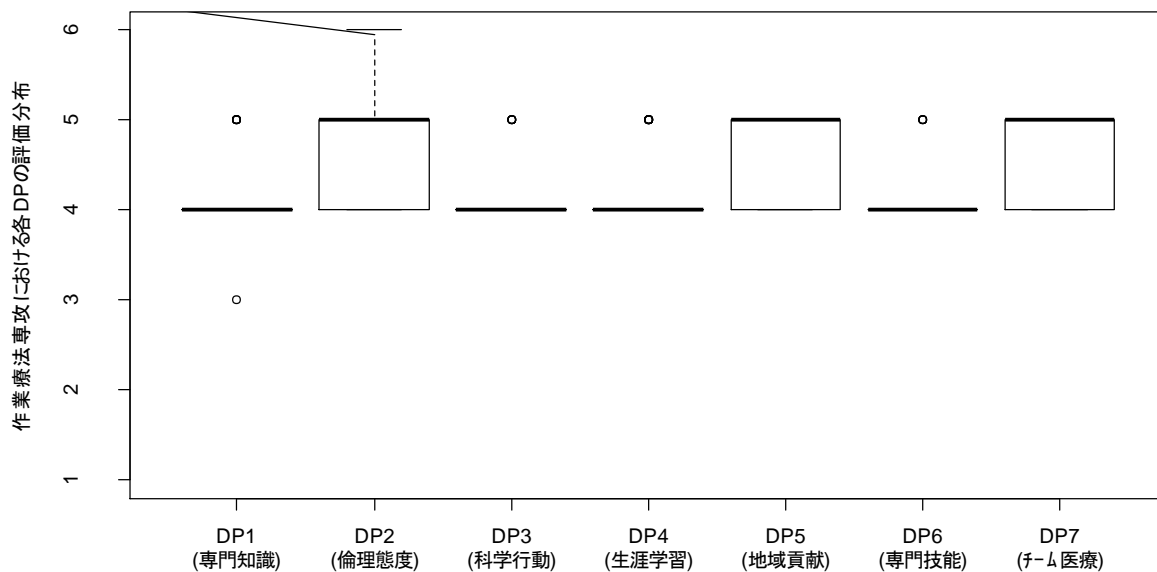 作業療法専攻における各DPの評価分布
6
5
4
3
2
1
DP1
(専門知識)
DP2
(倫理態度)
DP3
(科学行動)
DP4
(生涯学習)
DP5
(地域貢献)
DP6
(専門技能)
DP7
(ﾁｰﾑ医療)